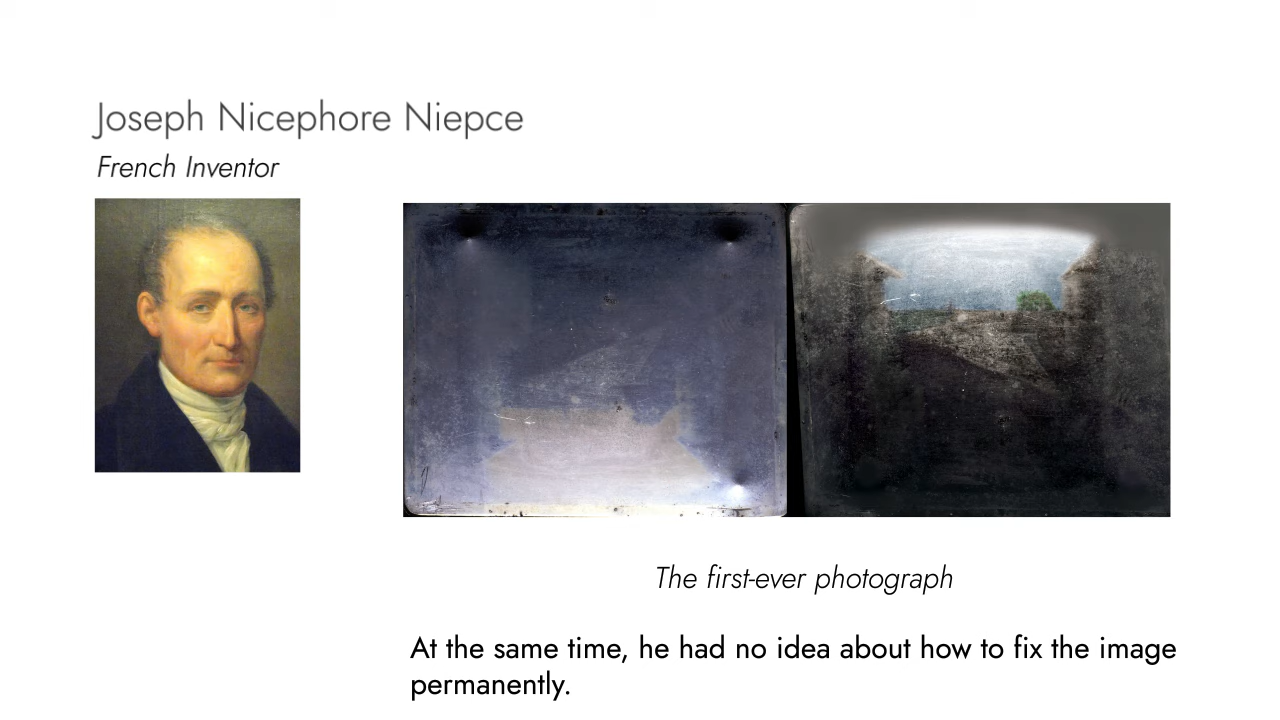 Joseph Nicephore Niepce
French Inventor
The first-ever photograph
At the same time, he had no idea about how to fix the image
permanently.